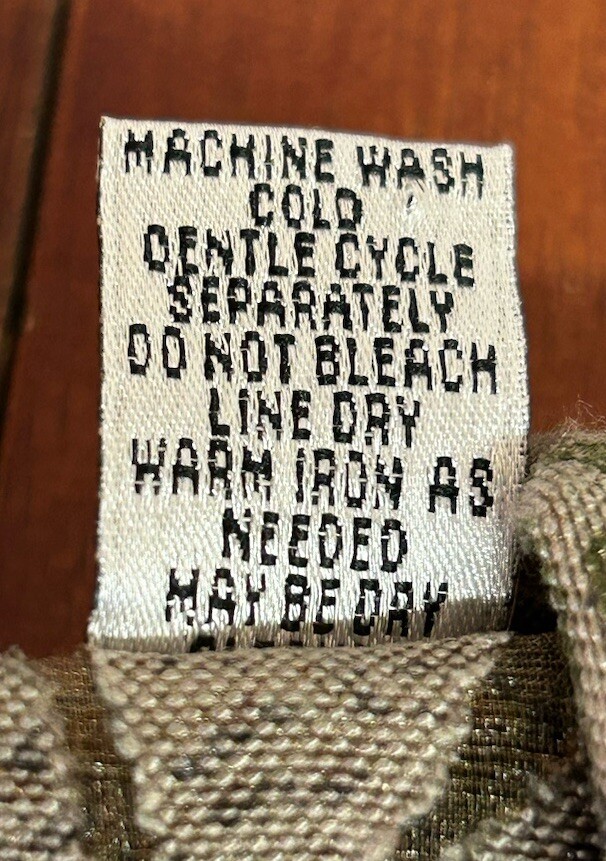 MACHINE WASH
COLD
GENTLE CYCLE
SEPARATELY
DO NOT BLEACH
LINE DRY
WARM IRON AS
NEEDED
MAY BE DRY